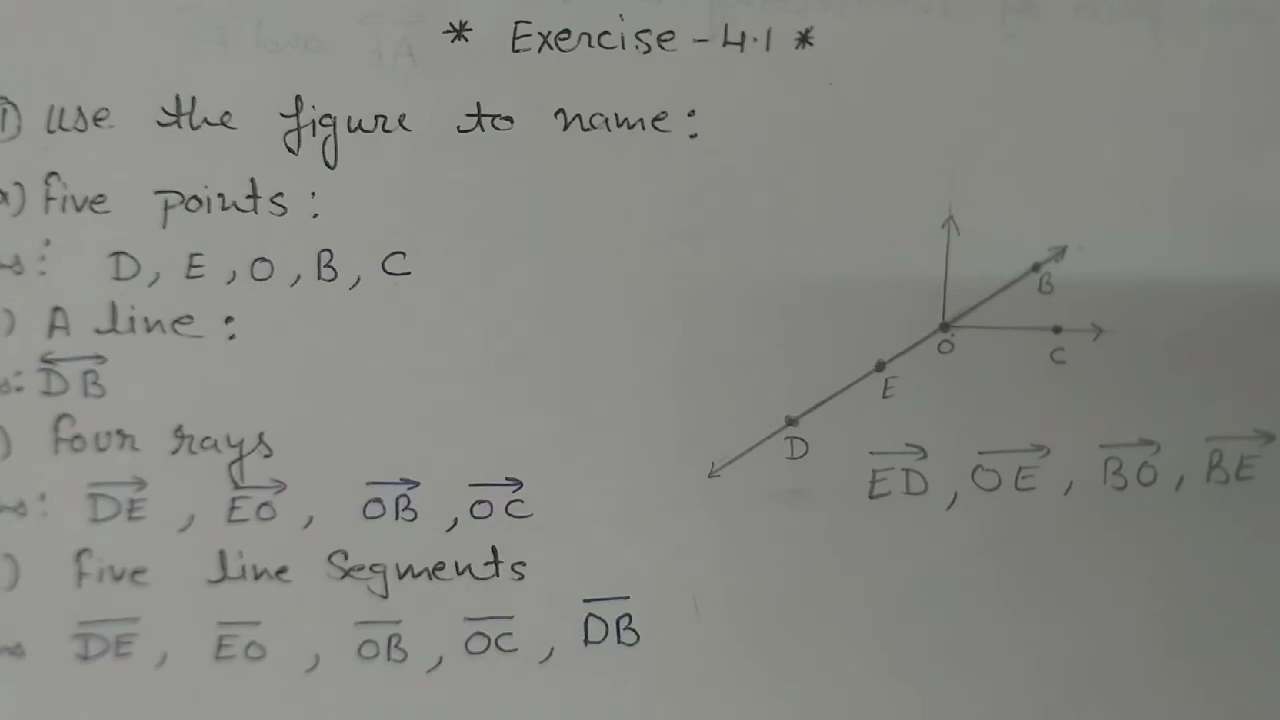 * Exercise - 4.1 *
1) use the figure to name:
a) five points:
D, E, O, B, C
) A line:
DB
) four rays
DE, EO, OB, OC
) five line segments
DE, EO, OB, OC, DB
B
O
C
E
D
ED, OE, BO, BE